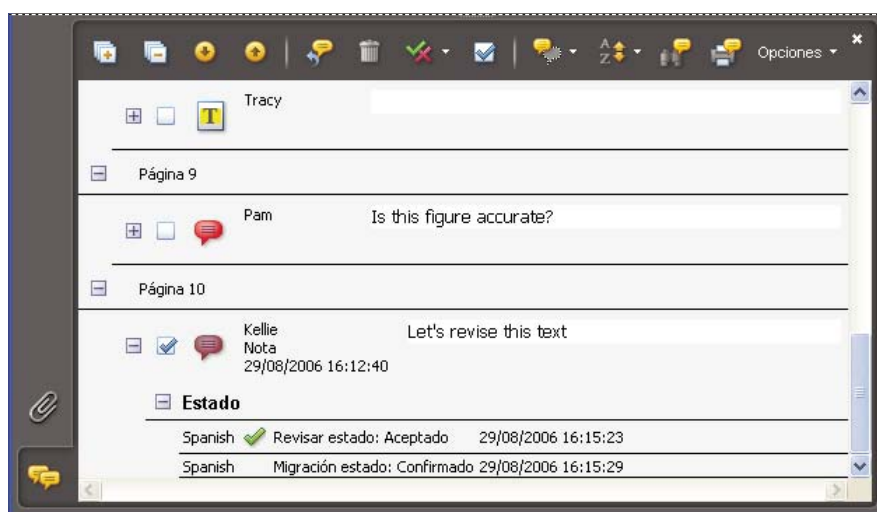 A
Z
Opciones
Tracy
T
Página 9
Pam Is this figure accurate?
Página 10
Kellie Let's revise this text
Nota
29/08/2006 16:12:40
Estado
Spanish Revisar estado: Aceptado 29/08/2006 16:15:23
Spanish Migración estado: Confirmado 29/08/2006 16:15:29